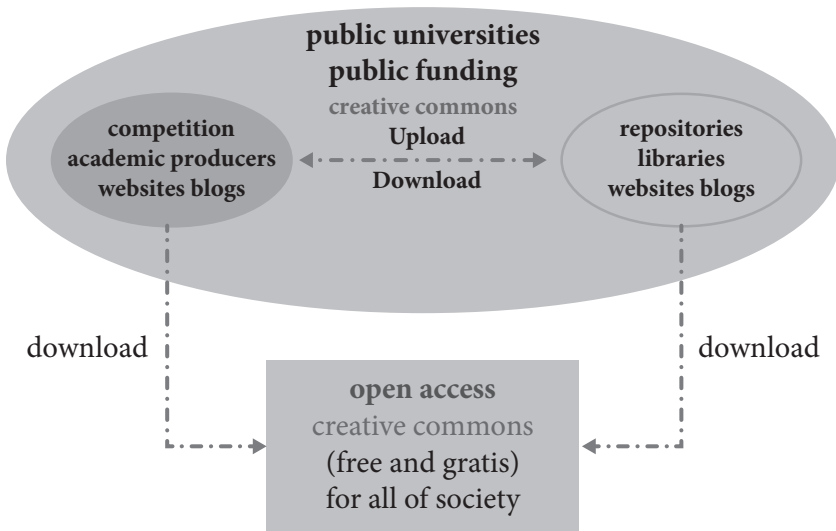 public universities
public funding
creative commons
Upload
Download
competition
academic producers
websites blogs
repositories
libraries
websites blogs
download
download
open access
creative commons
(free and gratis)
for all of society